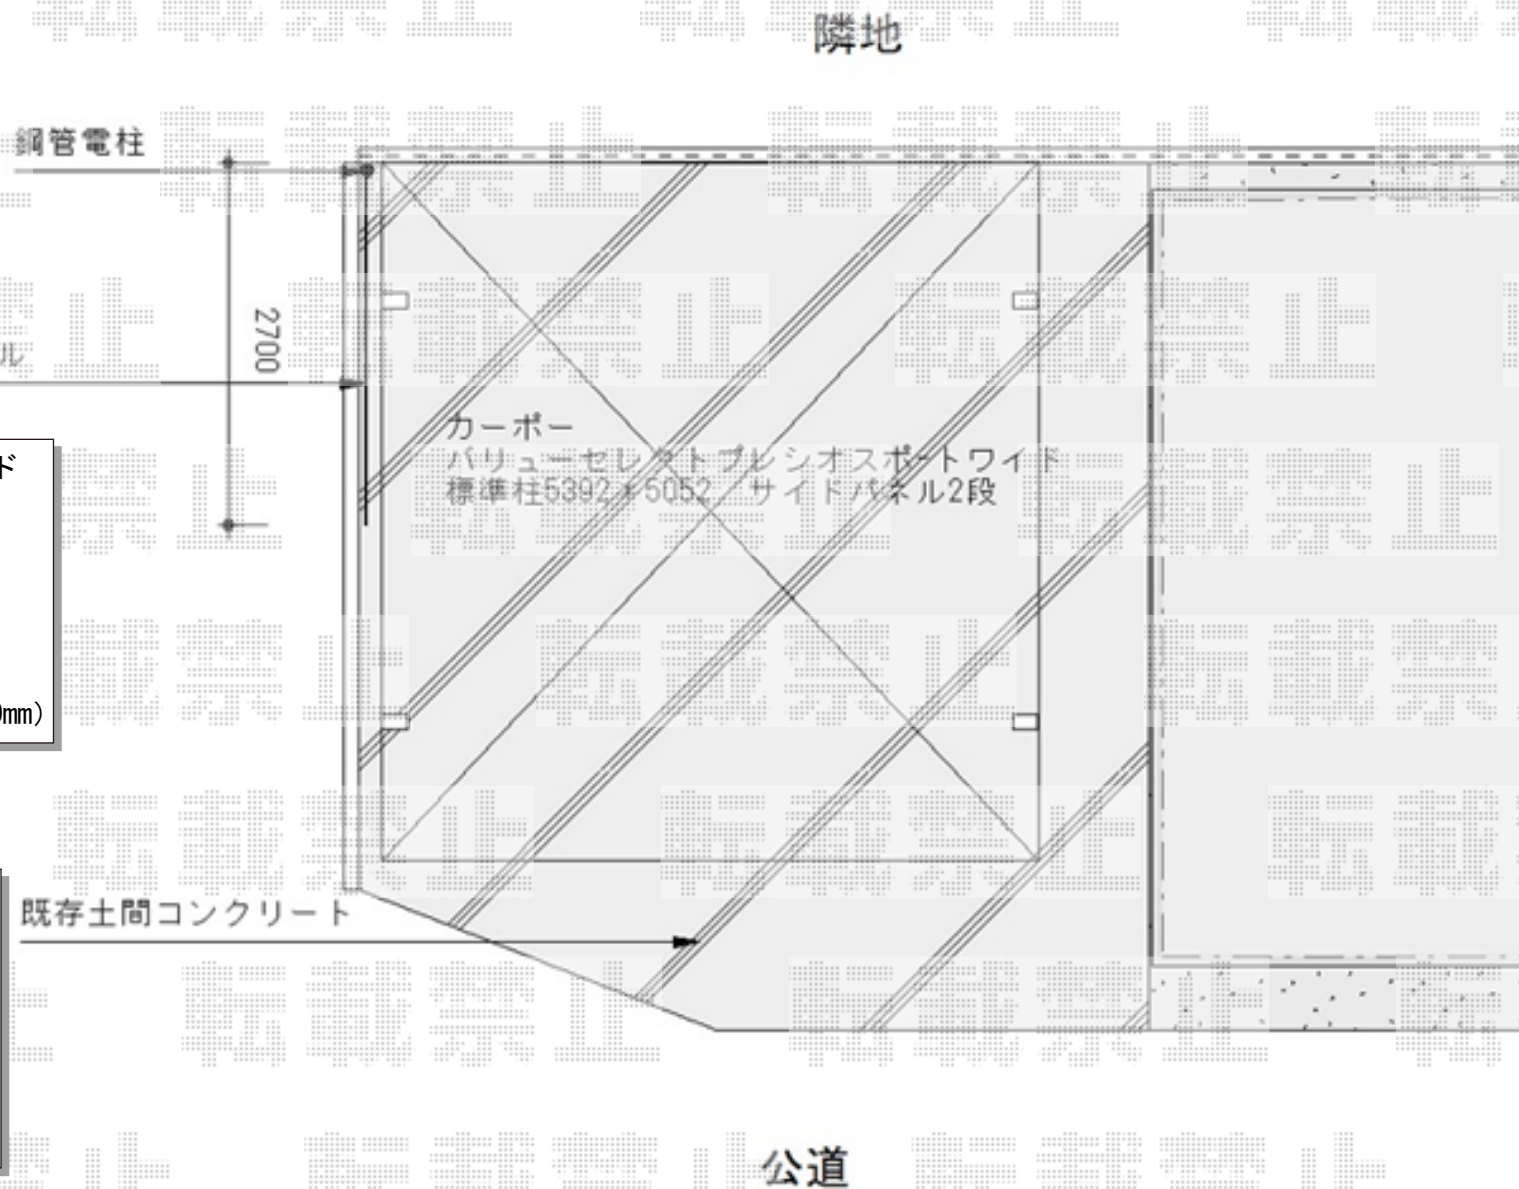 隣地
鋼管電柱
2700
ル
カーポー
バリューセレクトプレシオスポートワイド
標準柱5392*5052 サイドパネル2段
ド
0mm)
既存土間コンクリート
公道
転載禁止